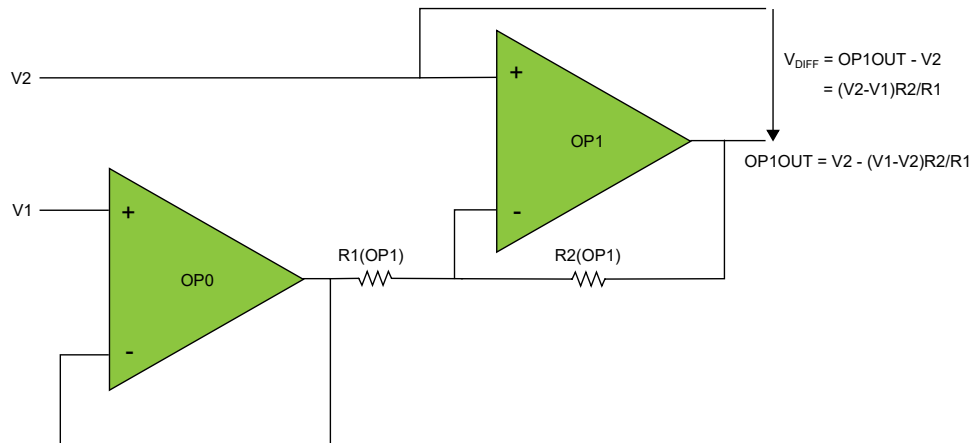 V2
+
OP1
-
V_DIFF = OP1OUT - V2
= (V2-V1)R2/R1
OP1OUT = V2 - (V1-V2)R2/R1
V1
+
OP0
-
R1(OP1)
R2(OP1)